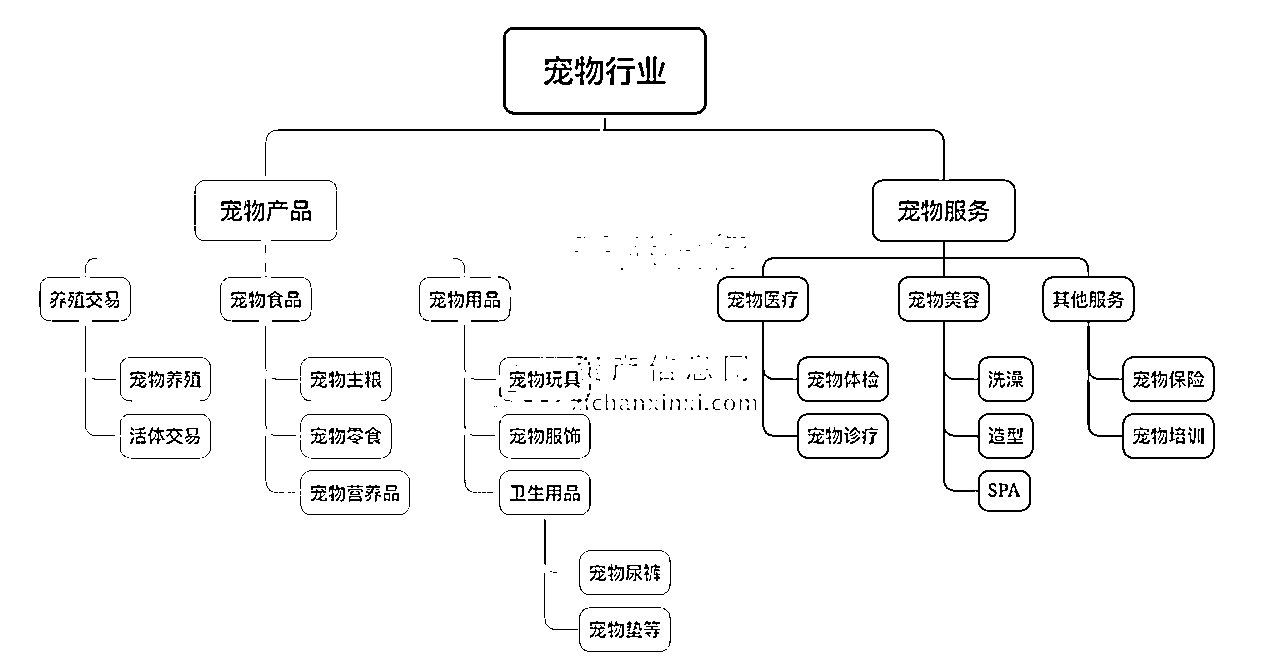 宠物行业
宠物产品
宠物服务
养殖交易
宠物食品
宠物用品
宠物医疗
宠物美容
其他服务
宠物养殖
宠物主粮
宠物玩具
宠物体检
洗澡
宠物保险
活体交易
宠物零食
宠物服饰
宠物诊疗
造型
宠物培训
宠物营养品
卫生用品
SPA
宠物尿裤
宠物垫等
产信息网
chanxinxi.com